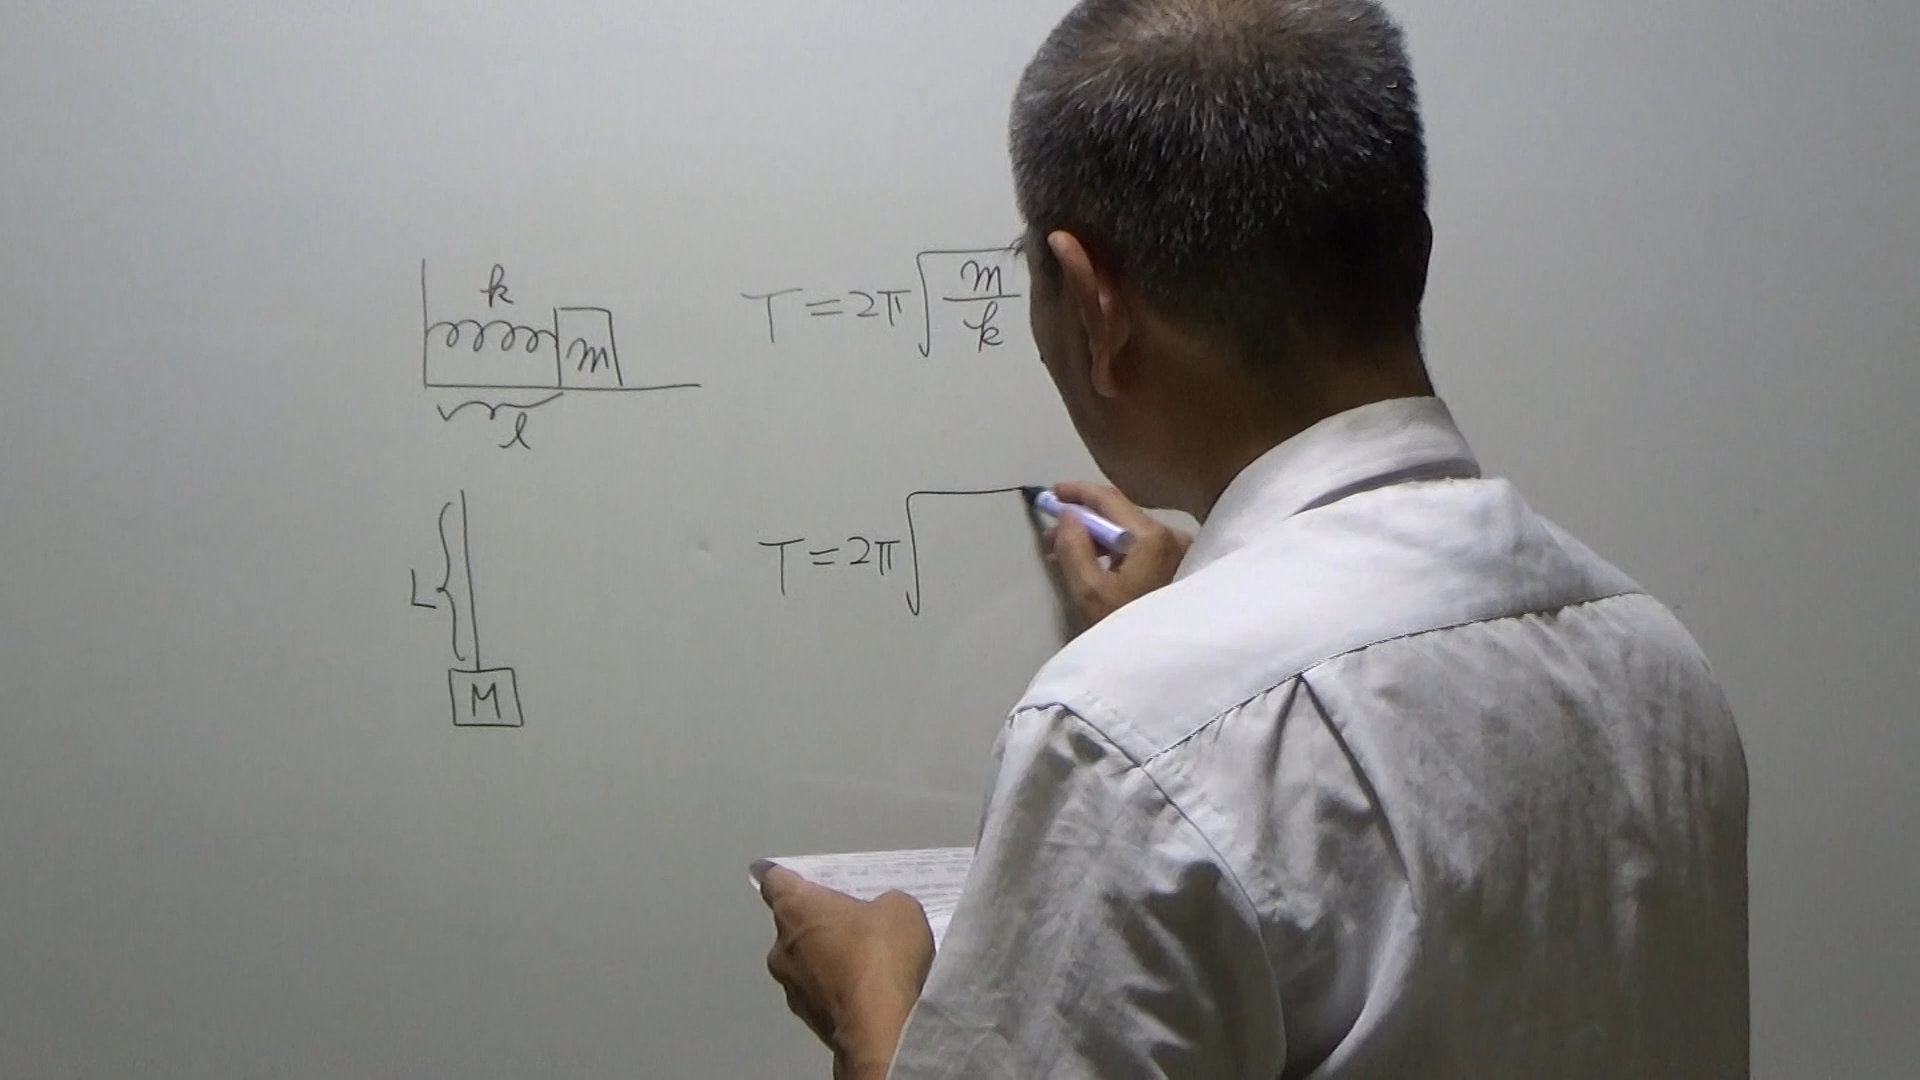 k
m
l
T = 2π√(m/k)
L
M
T = 2π√